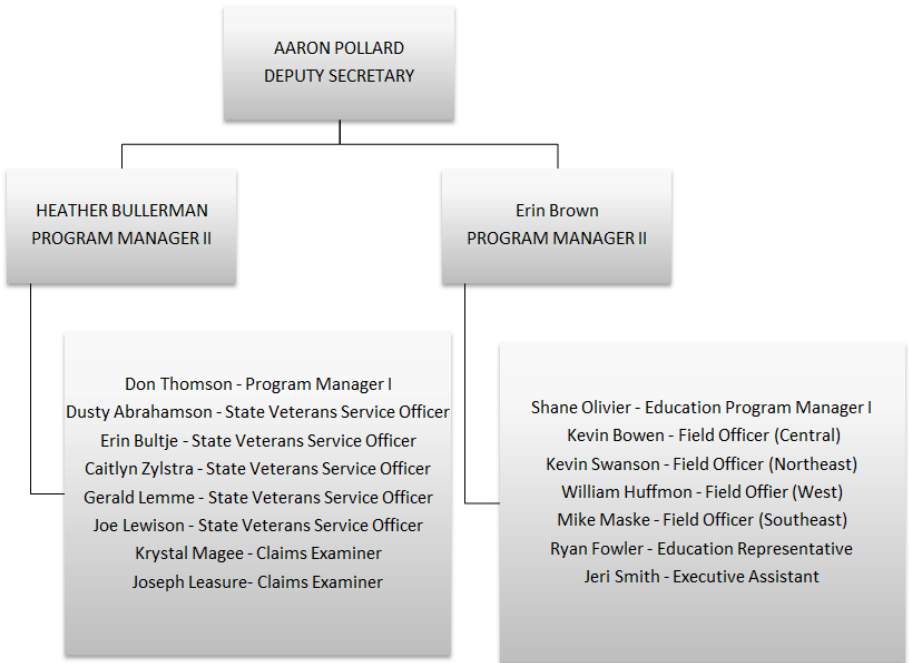 AARON POLLARD
DEPUTY SECRETARY
HEATHER BULLERMAN
PROGRAM MANAGER II
Erin Brown
PROGRAM MANAGER II
Don Thomson - Program Manager I
Dusty Abrahamson - State Veterans Service Officer
Erin Bultje - State Veterans Service Officer
Caitlyn Zylstra - State Veterans Service Officer
Gerald Lemme - State Veterans Service Officer
Joe Lewison - State Veterans Service Officer
Krystal Magee - Claims Examiner
Joseph Leasure- Claims Examiner
Shane Olivier - Education Program Manager I
Kevin Bowen - Field Officer (Central)
Kevin Swanson - Field Officer (Northeast)
William Huffmon - Field Offier (West)
Mike Maske - Field Officer (Southeast)
Ryan Fowler - Education Representative
Jeri Smith - Executive Assistant